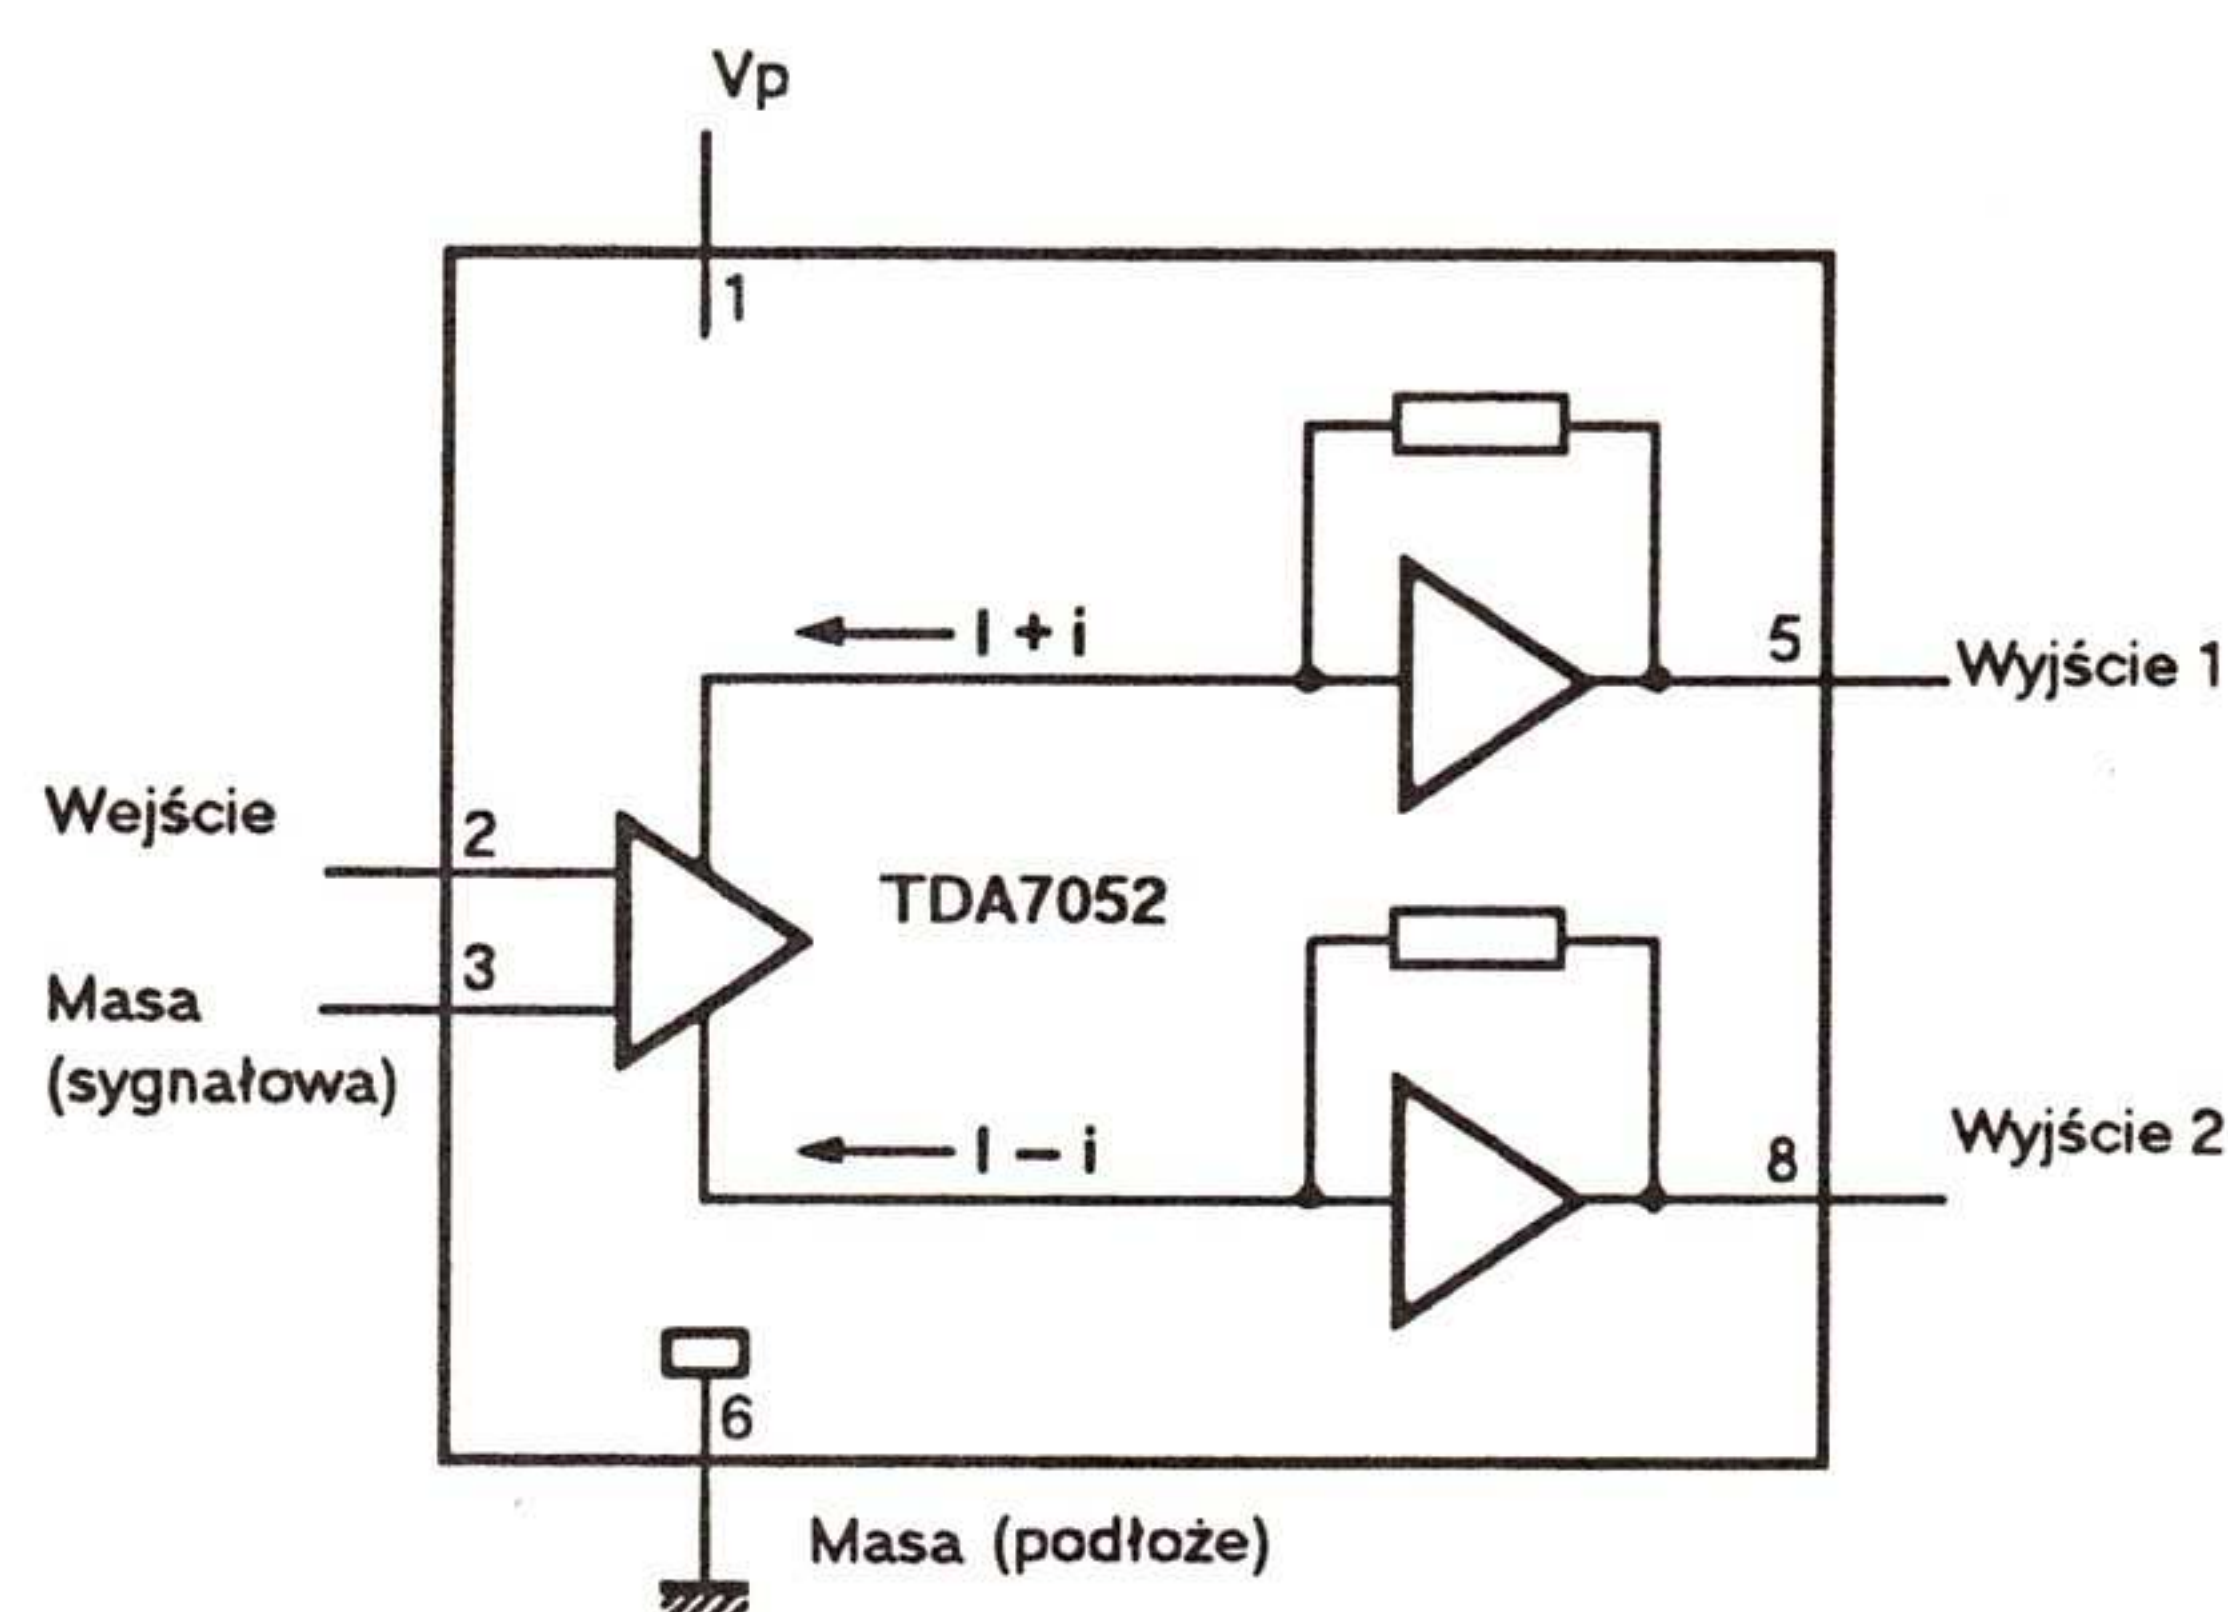 Vp
1
I + i
5
Wyjście 1
Wejście
2
TDA7052
3
Masa
(sygnałowa)
I – i
8
Wyjście 2
6
Masa (podłoże)